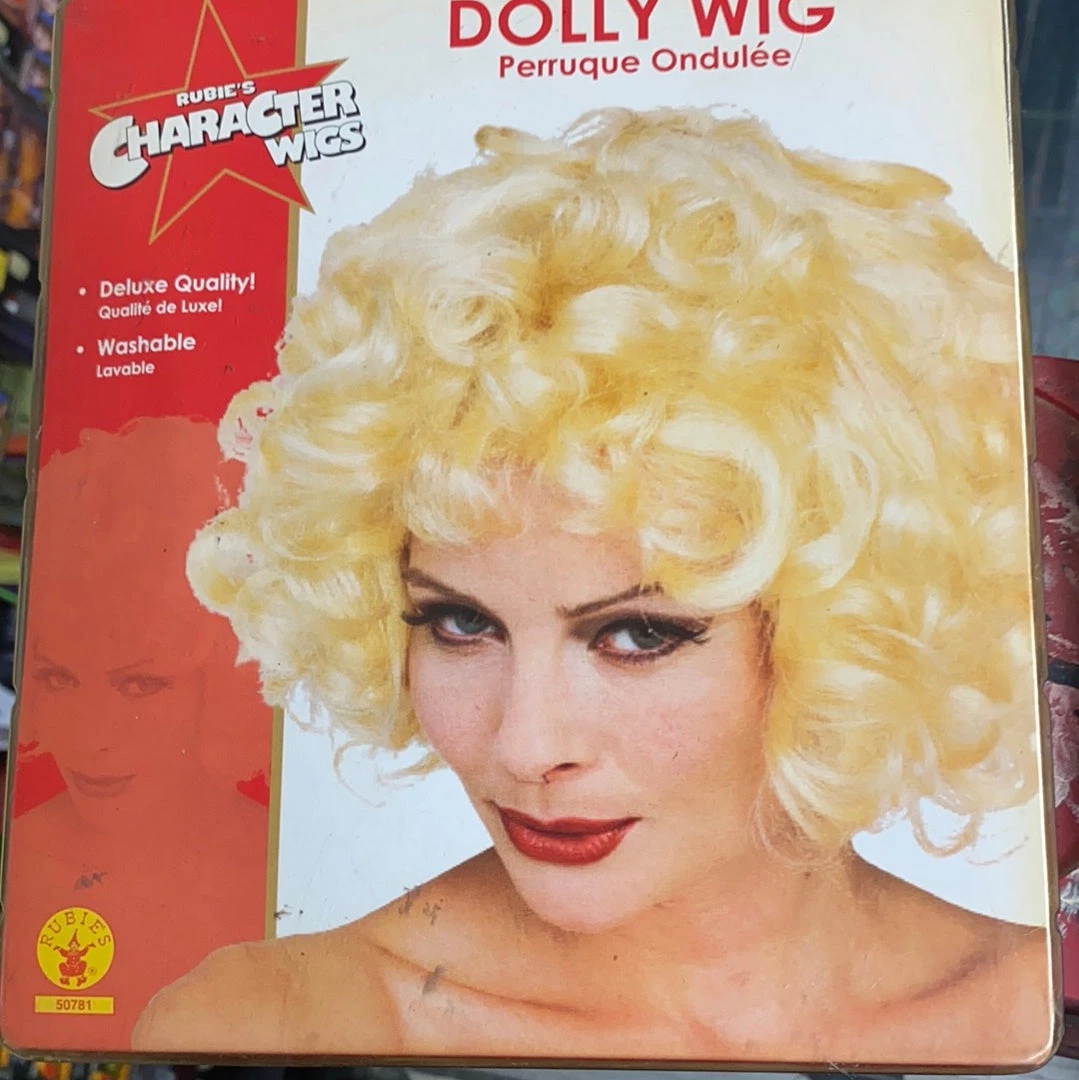 DOLLY WIG
Perruque Ondulée
RUBIE'S
CHARACTER
WIGS
• Deluxe Quality!
Qualité de Luxe!
• Washable
Lavable
RUBIE'S
®
50781